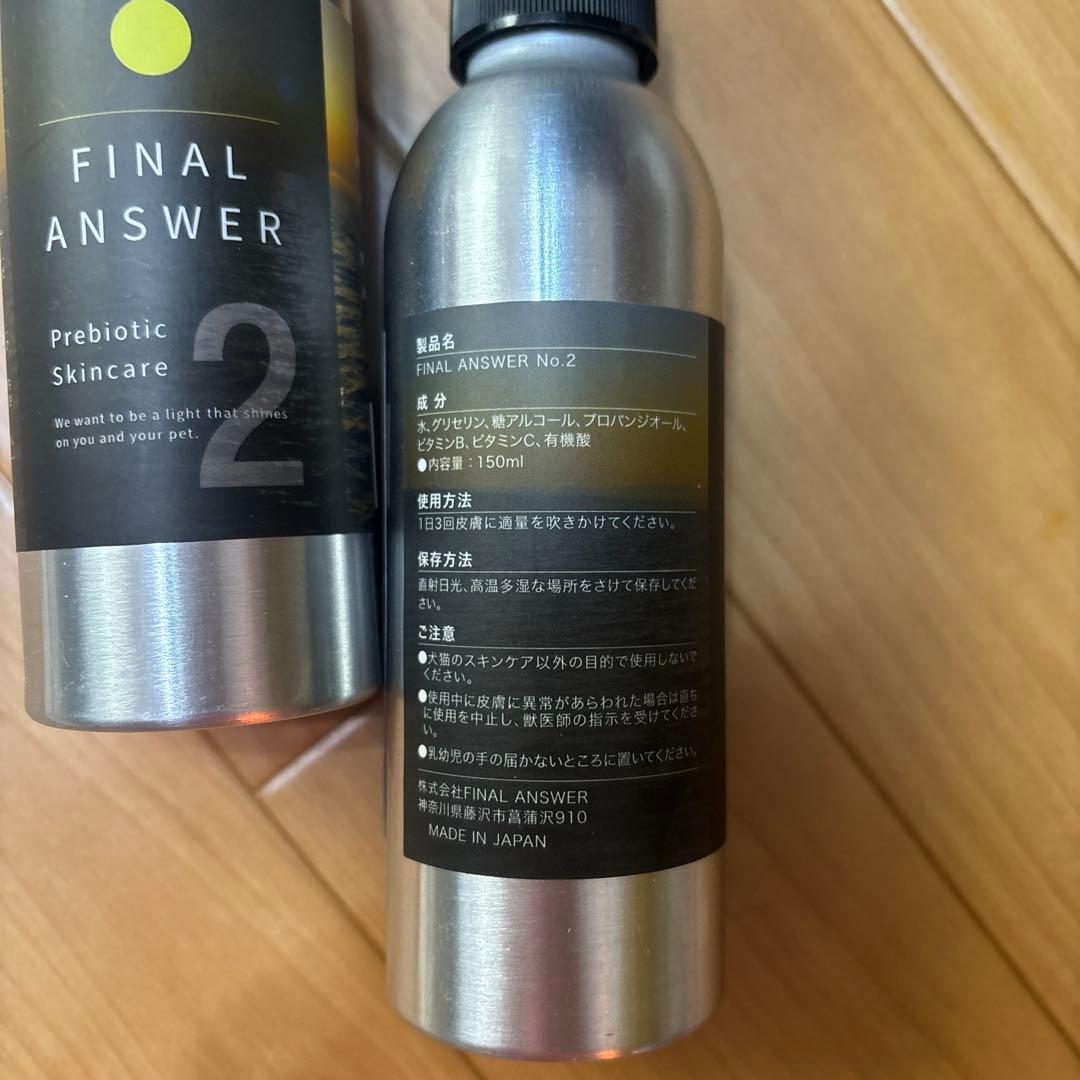 FINAL
ANSWER
2
Prebiotic
Skincare
We want to be a light that shines
on you and your pet.
製品名
FINAL ANSWER No.2
成分
水、グリセリン、糖アルコール、プロパンジオール、
ビタミンB、ビタミンC、有機酸
●内容量：150ml
使用方法
1日3回皮膚に適量を吹きかけてください。
保存方法
直射日光、高温多湿な場所をさけて保存してくだ
さい。
ご注意
●犬猫のスキンケア以外の目的で使用しないで
ください。
●使用中に皮膚に異常があらわれた場合は直ち
に使用を中止し、獣医師の指示を受けてくださ
い。
●乳幼児の手の届かないところに置いてください。
株式会社FINAL ANSWER
神奈川県藤沢市菖蒲沢910
MADE IN JAPAN